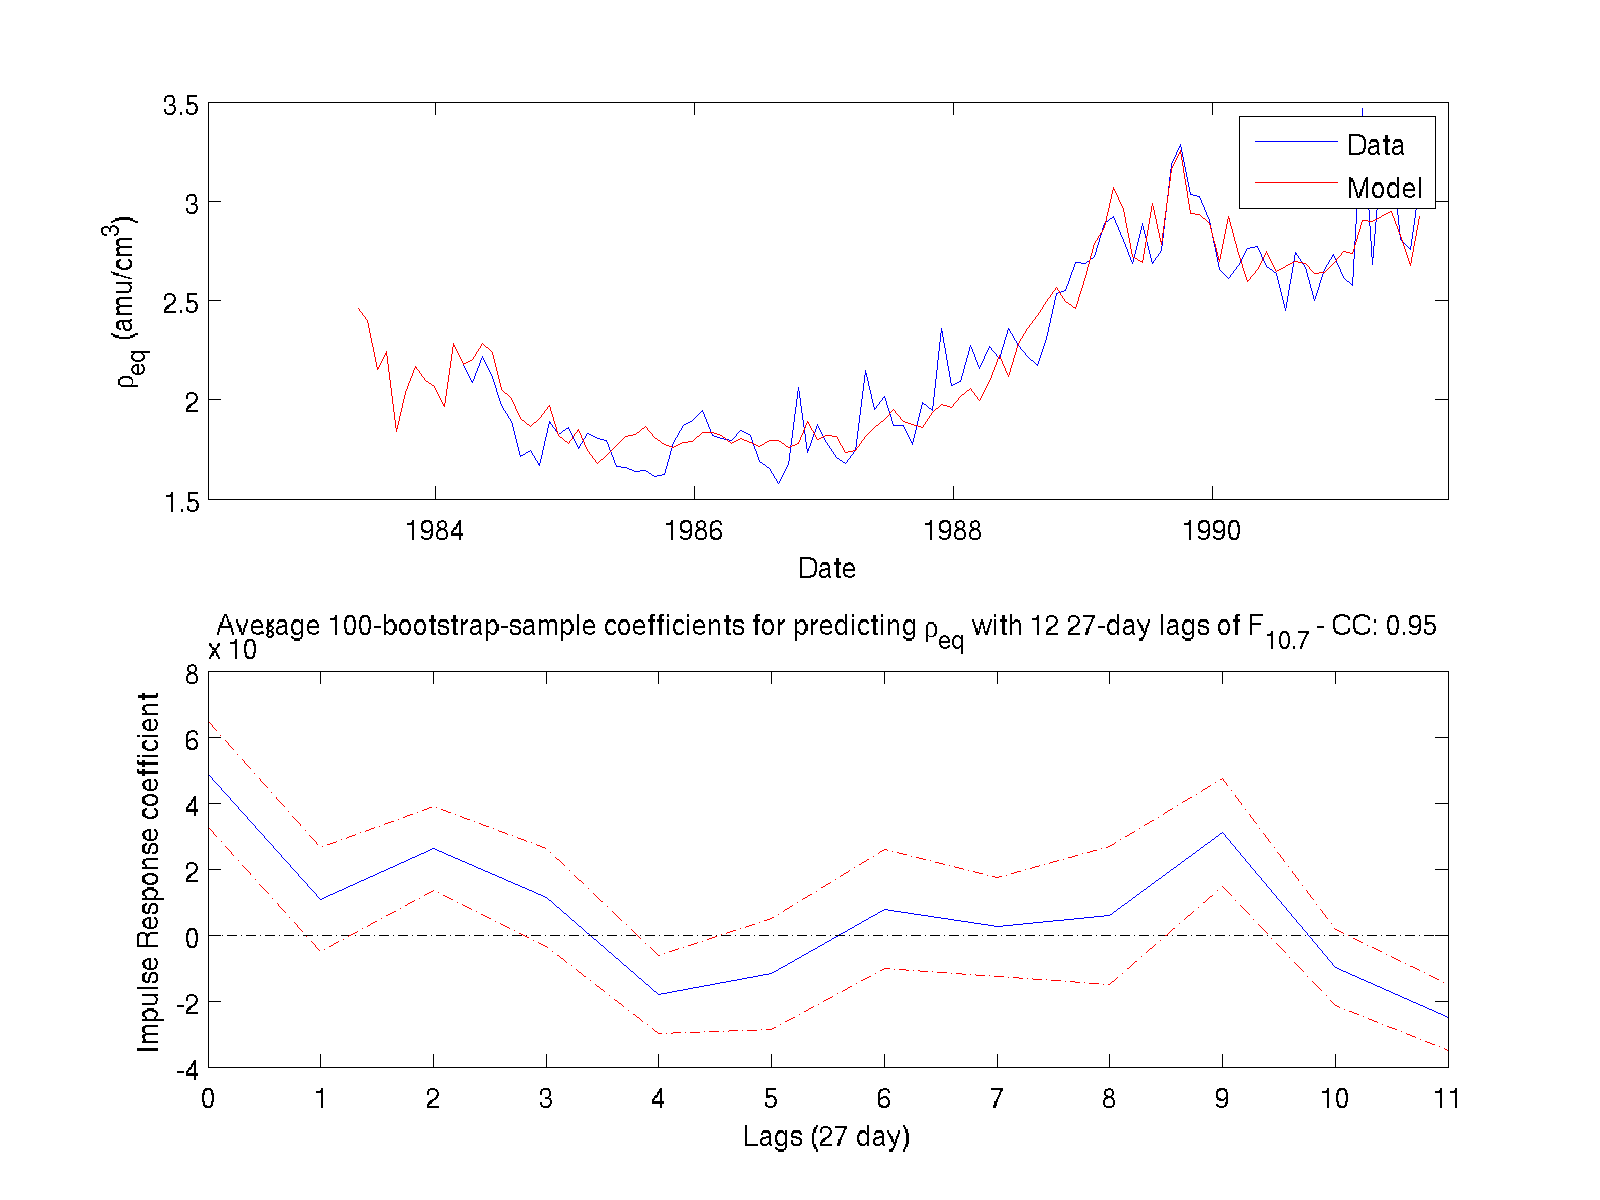 3.5
3
2.5
2
1.5
ρeq (amu/cm3)
Data
Model
1984 1986 1988 1990
Date
Average 100-bootstrap-sample coefficients for predicting ρeq with 12 27-day lags of F10.7 - CC: 0.95
x 10
8
6
4
2
0
-2
-4
Impulse Response coefficient
0 1 2 3 4 5 6 7 8 9 10 11
Lags (27 day)